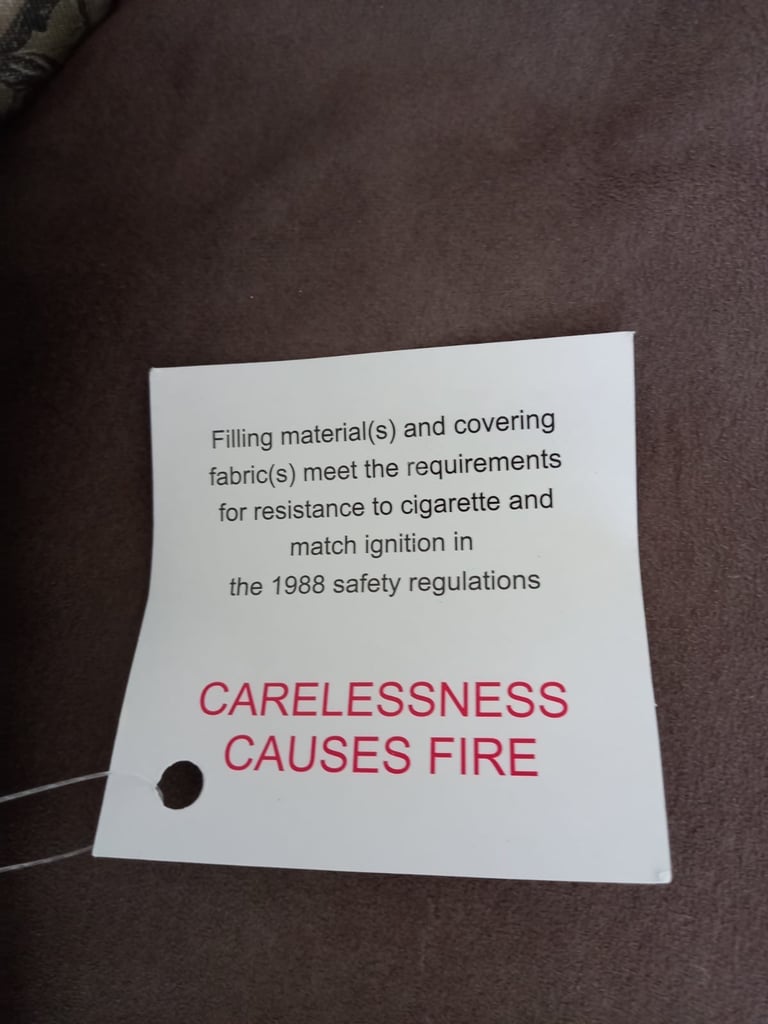 Filling material(s) and covering
fabric(s) meet the requirements
for resistance to cigarette and
match ignition in
the 1988 safety regulations
CARELESSNESS
CAUSES FIRE